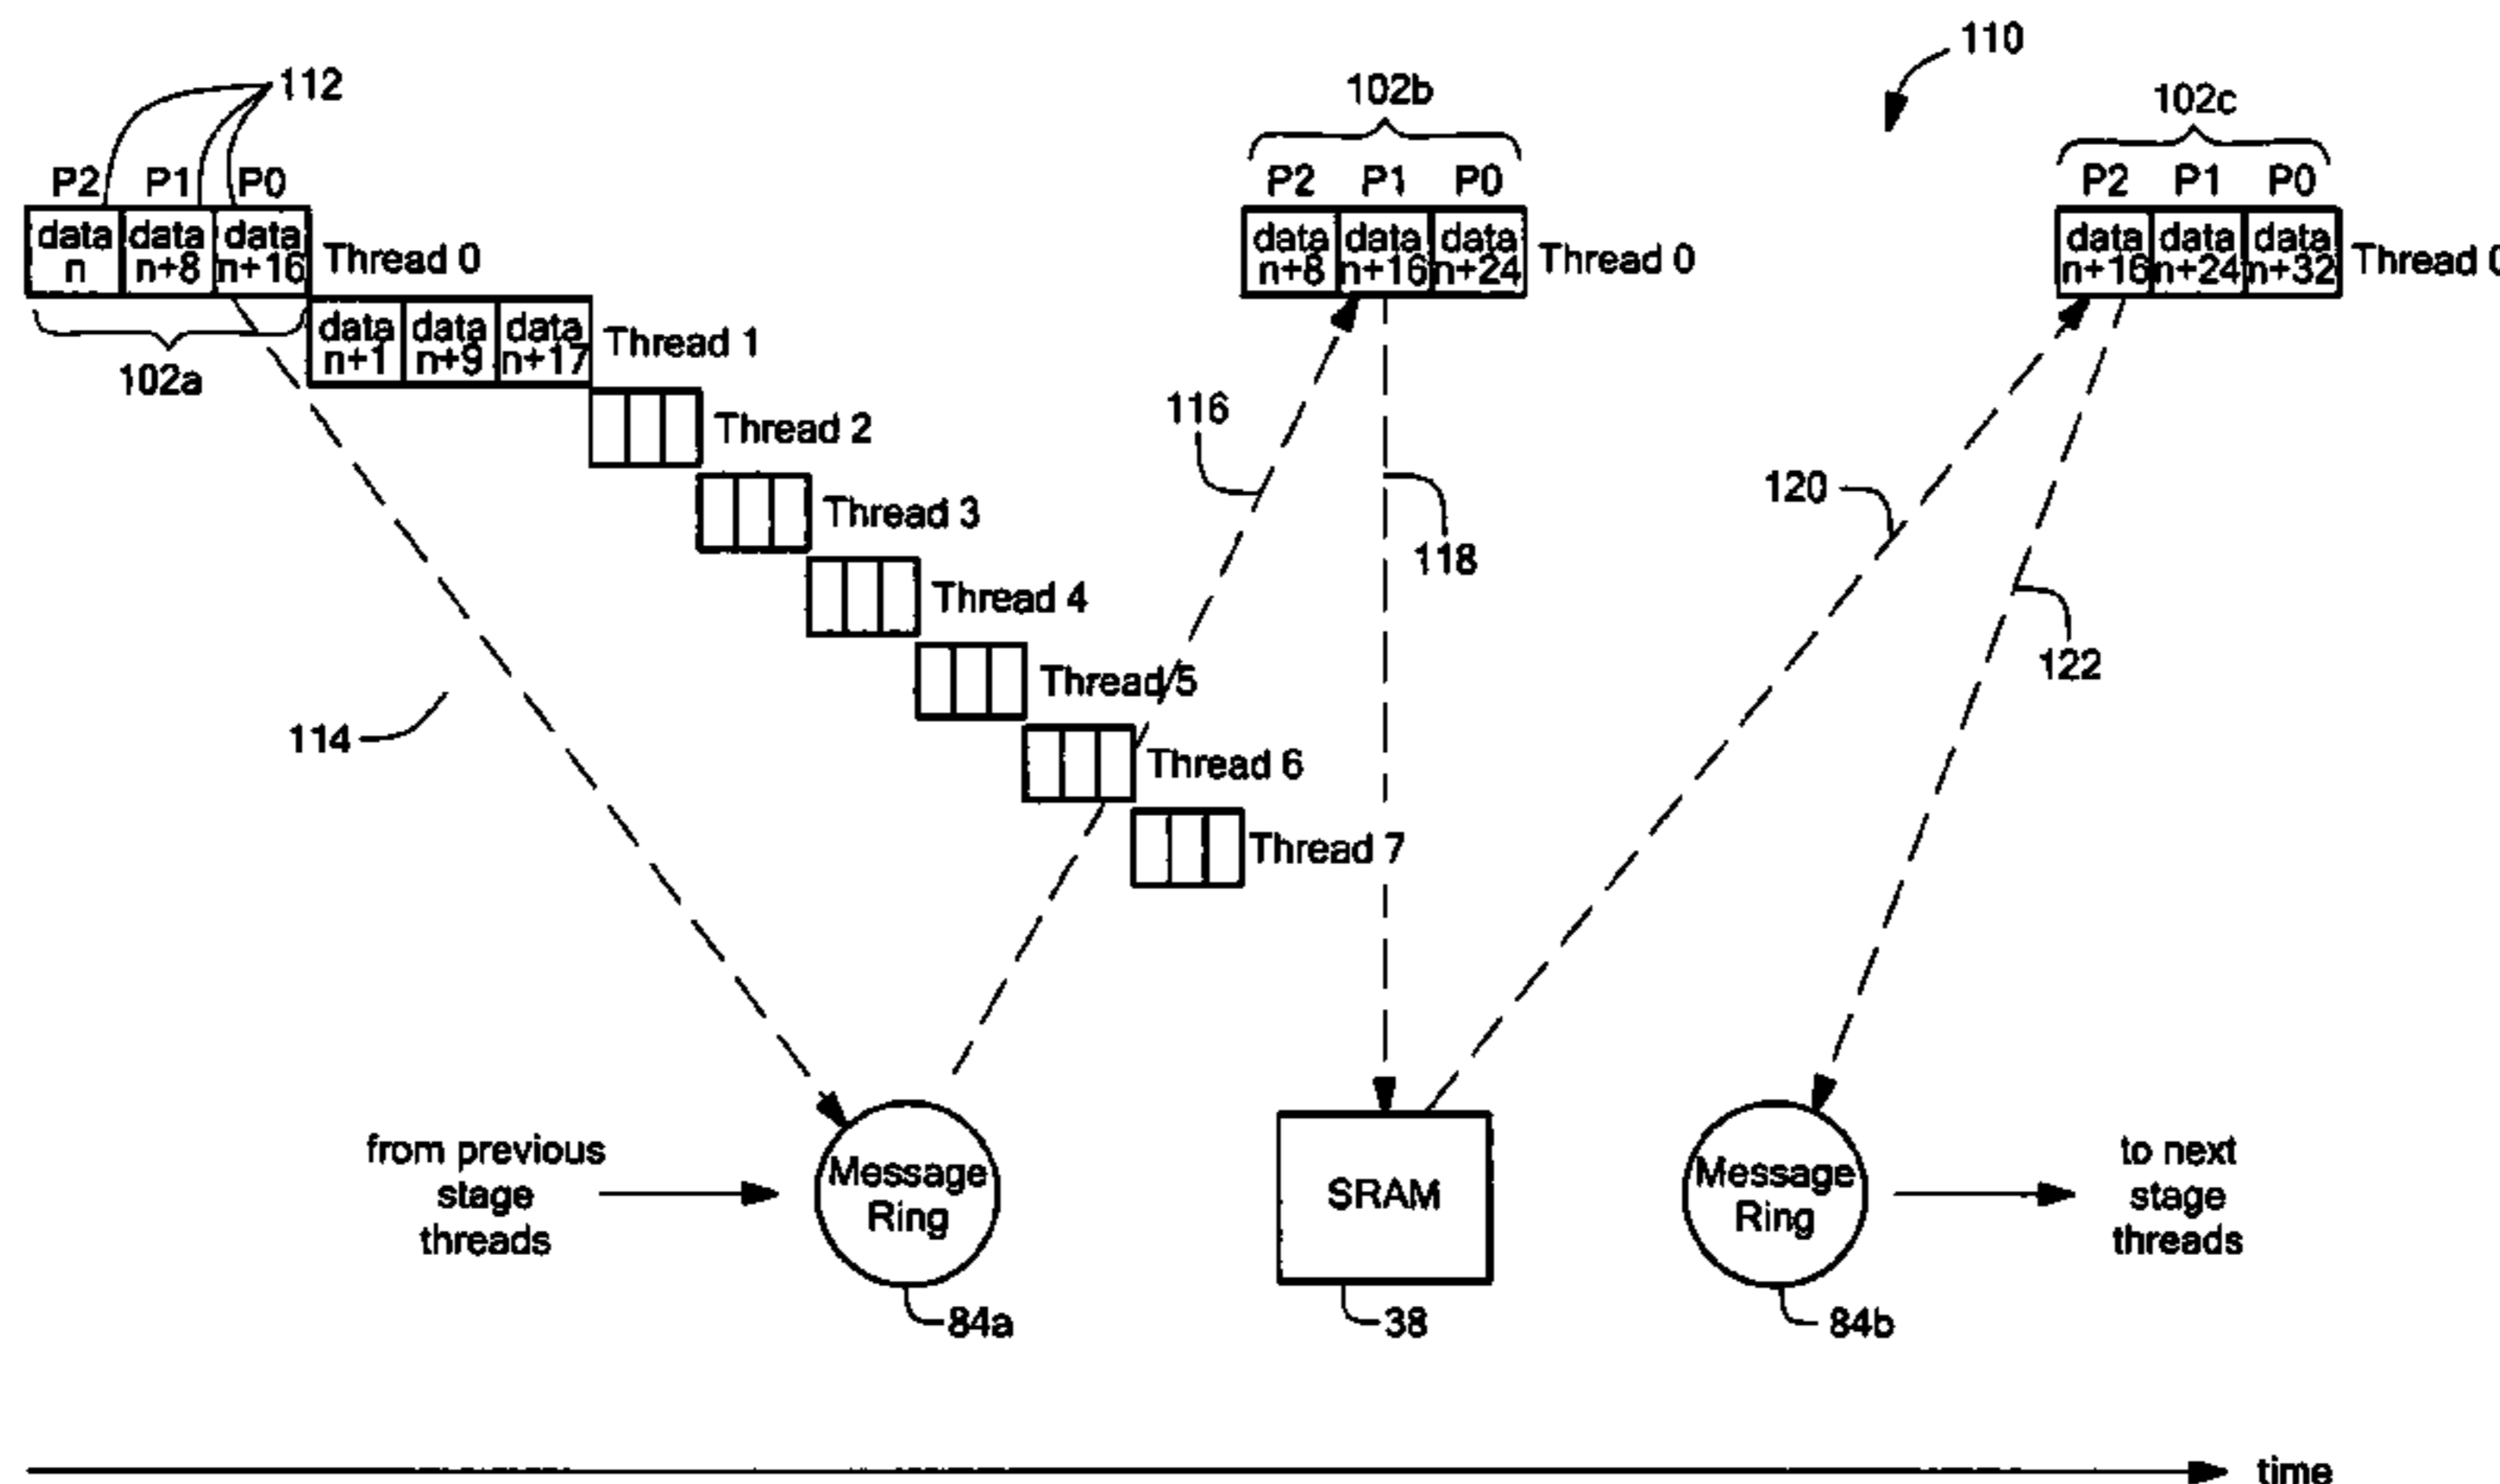 110
112
102b
102c
P2 P1 P0
P2 P1 P0
P2 P1 P0
data n
data n+8
data n+16
Thread 0
data n+8
data n+16
data n+24
Thread 0
data n+16
data n+24
data n+32
Thread 0
102a
data n+1
data n+9
data n+17
Thread 1
Thread 2
116
Thread 3
120
118
Thread 4
Thread 5
122
114
Thread 6
Thread 7
from previous
stage
threads
Message
Ring
SRAM
Message
Ring
to next
stage
threads
84a
38
84b
time